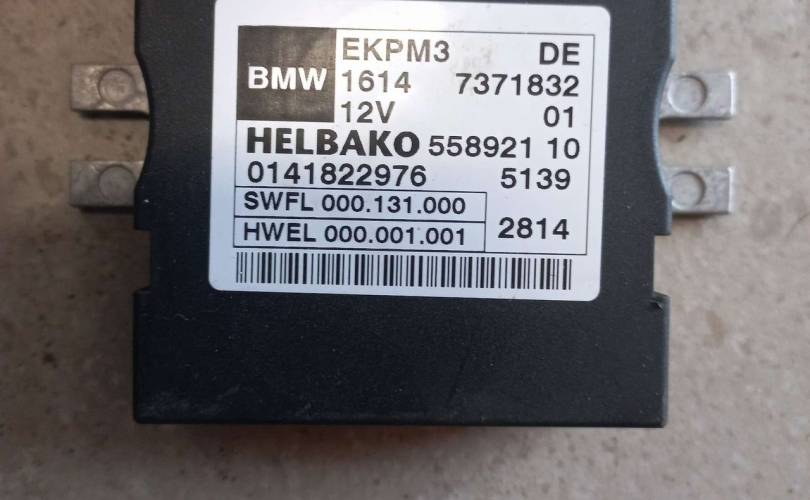 EKPM3 DE
BMW 1614 7371832
12V 01
HELBAKO 558921 10
0141822976 5139
SWFL 000.131.000
HWEL 000.001.001 2814